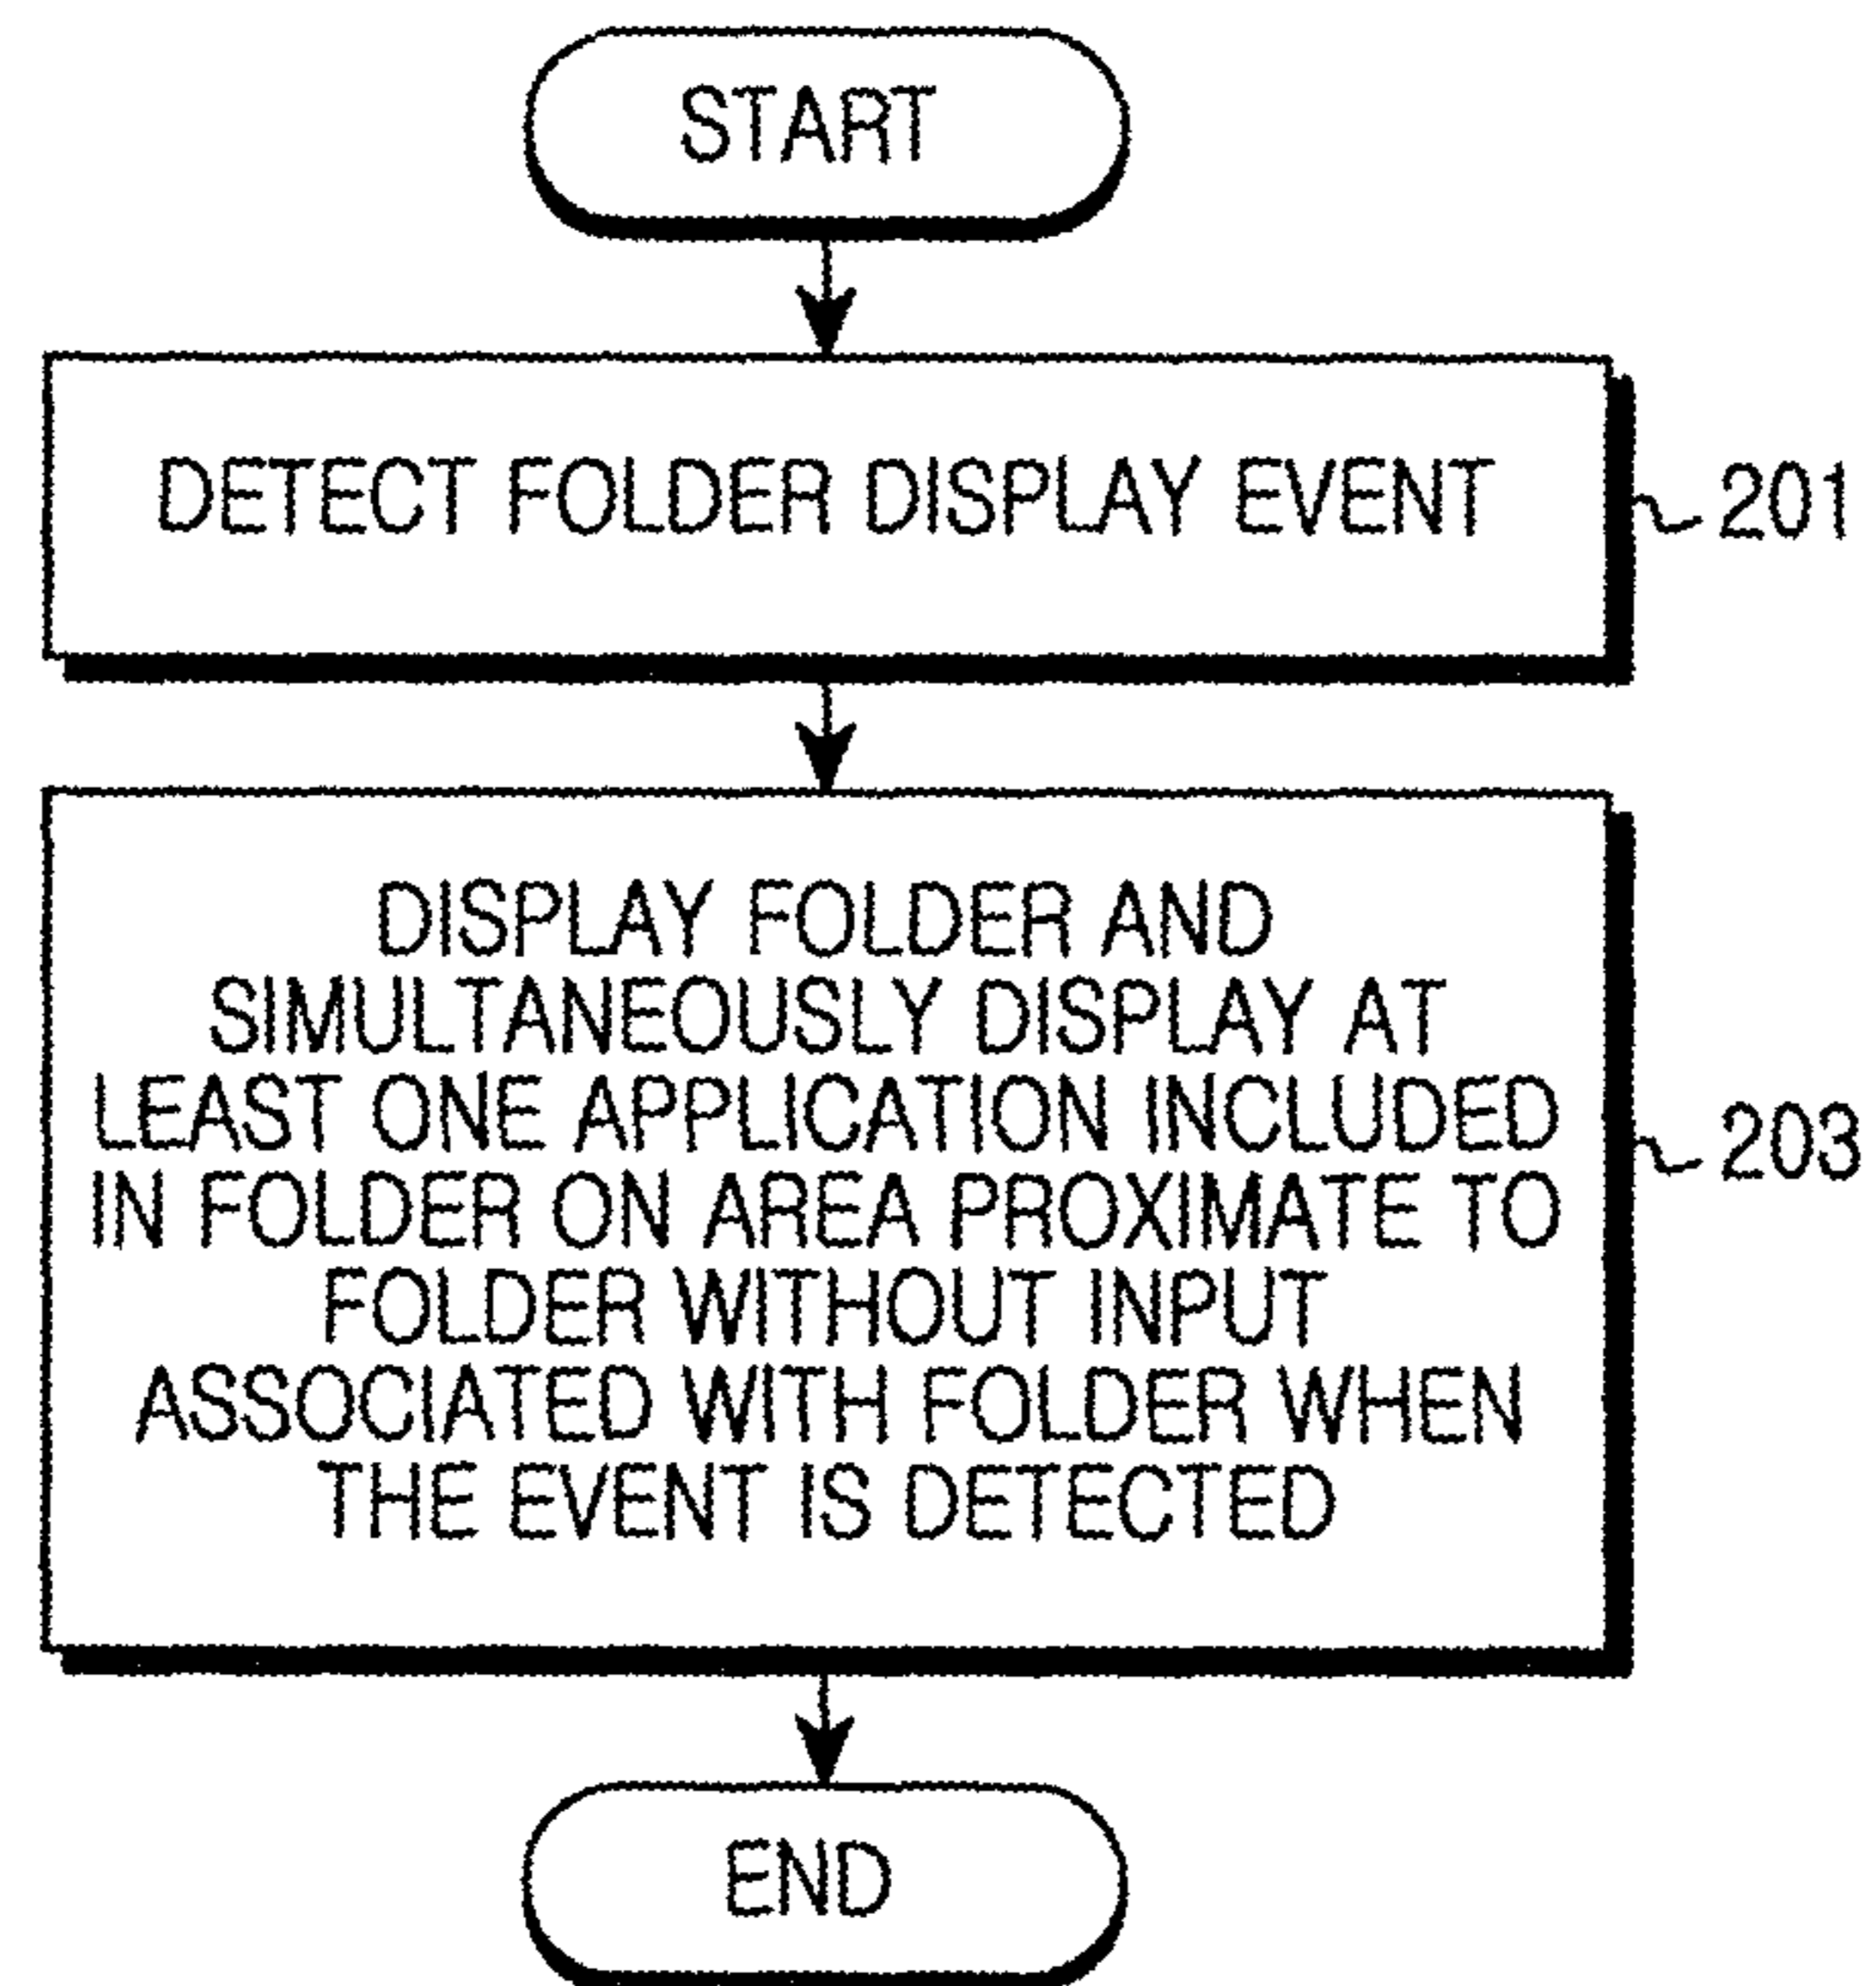 START
DETECT FOLDER DISPLAY EVENT
201
DISPLAY FOLDER AND
SIMULTANEOUSLY DISPLAY AT
LEAST ONE APPLICATION INCLUDED
IN FOLDER ON AREA PROXIMATE TO
FOLDER WITHOUT INPUT
ASSOCIATED WITH FOLDER WHEN
THE EVENT IS DETECTED
203
END